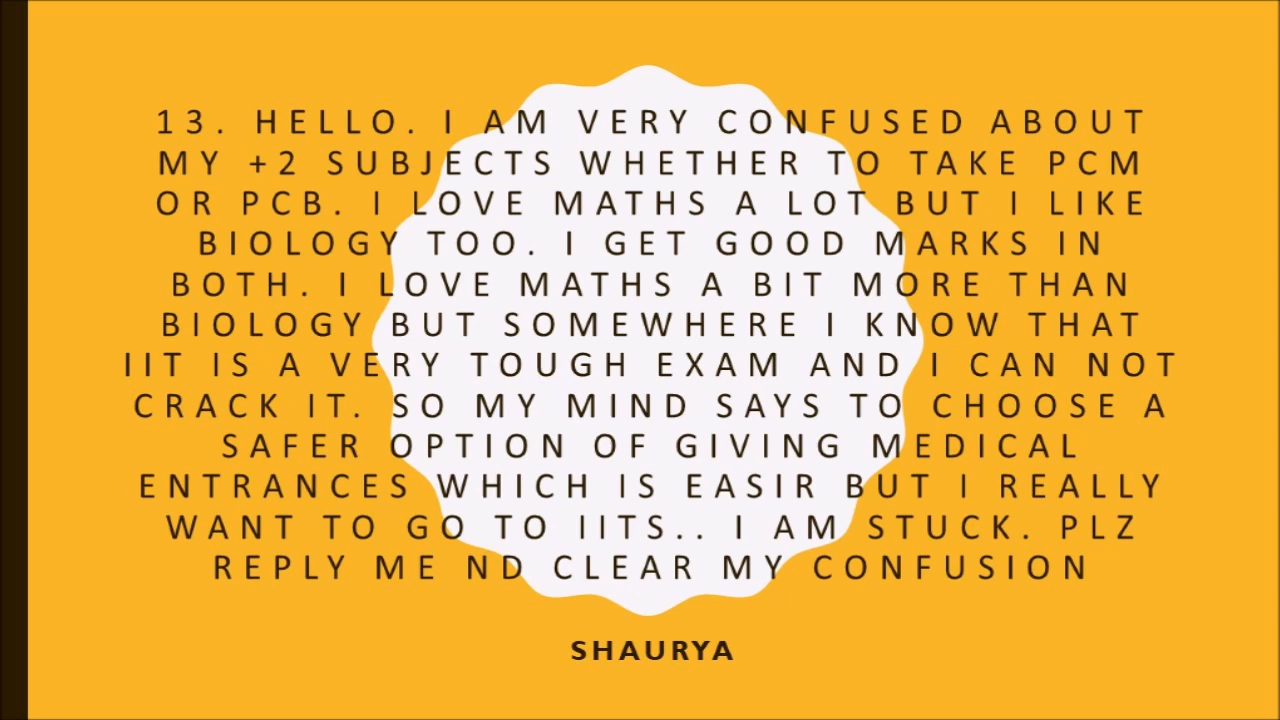 13. HELLO. I AM VERY CONFUSED ABOUT
MY +2 SUBJECTS WHETHER TO TAKE PCM
OR PCB. I LOVE MATHS A LOT BUT I LIKE
BIOLOGY TOO. I GET GOOD MARKS IN
BOTH. I LOVE MATHS A BIT MORE THAN
BIOLOGY BUT SOMEWHERE I KNOW THAT
IIT IS A VERY TOUGH EXAM AND I CAN NOT
CRACK IT. SO MY MIND SAYS TO CHOOSE A
SAFER OPTION OF GIVING MEDICAL
ENTRANCES WHICH IS EASIR BUT I REALLY
WANT TO GO TO IITS.. I AM STUCK. PLZ
REPLY ME ND CLEAR MY CONFUSION
SHAURYA